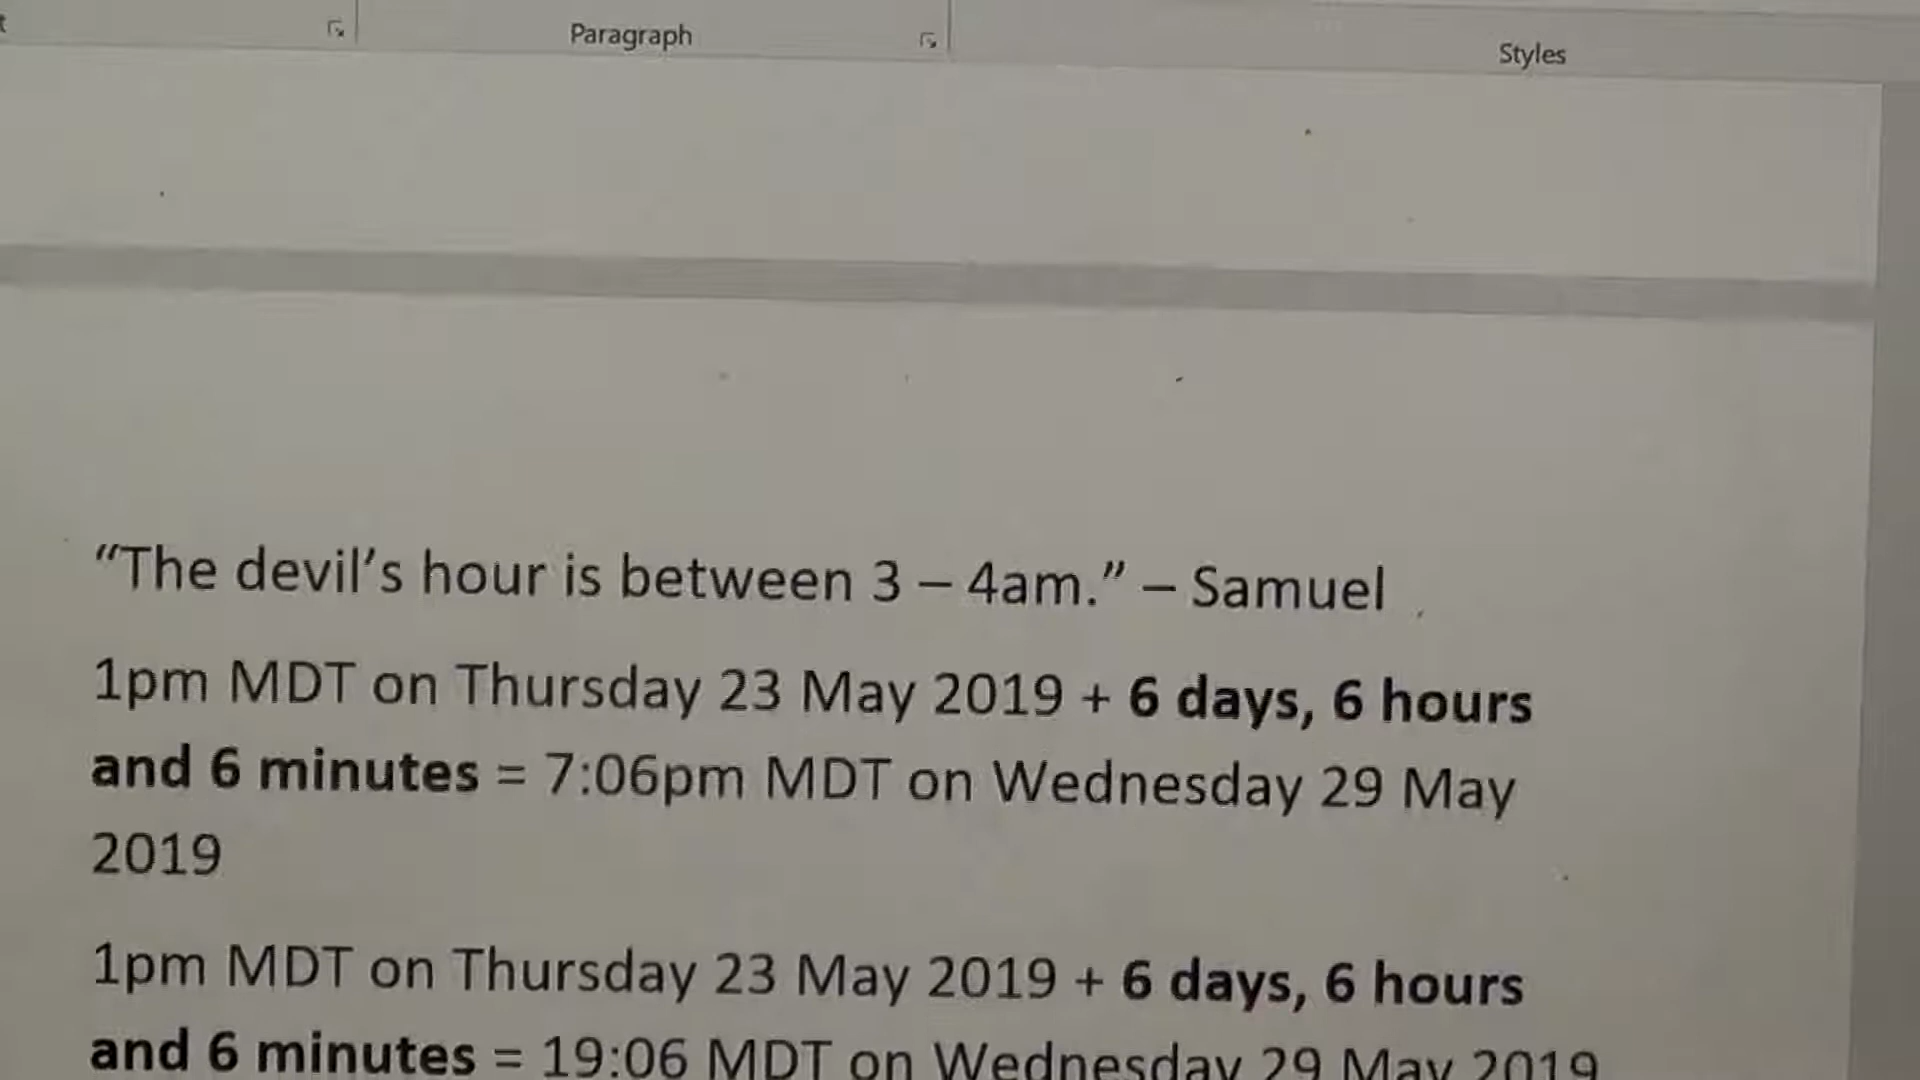 Paragraph
Styles
“The devil’s hour is between 3 – 4am.” – Samuel
1pm MDT on Thursday 23 May 2019 + 6 days, 6 hours
and 6 minutes = 7:06pm MDT on Wednesday 29 May
2019
1pm MDT on Thursday 23 May 2019 + 6 days, 6 hours
and 6 minutes = 19:06 MDT on Wednesday 29 May 2019